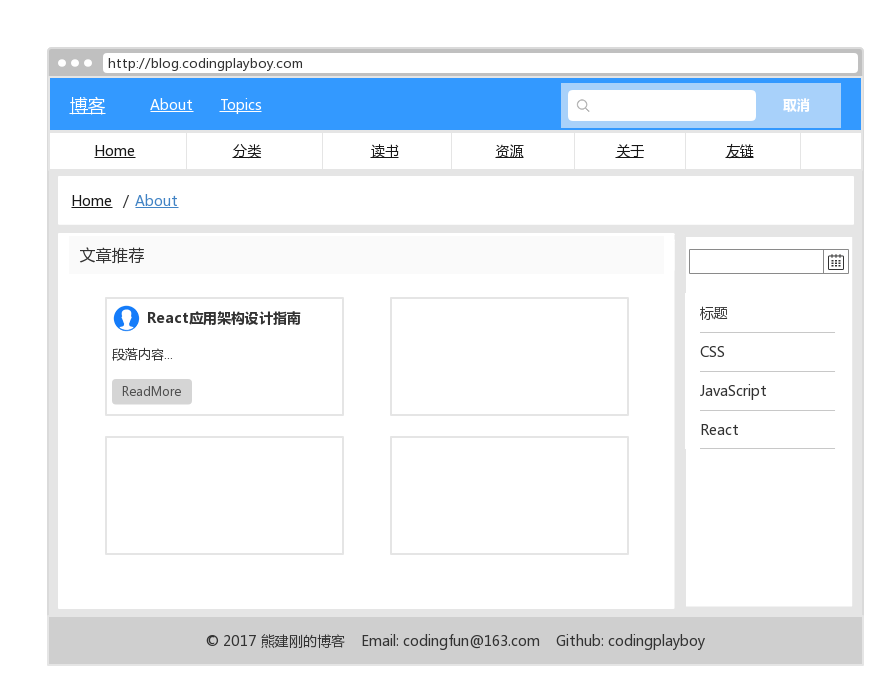 http://blog.codingplayboy.com
博客 About Topics 取消
Home 分类 读书 资源 关于 友链
Home / About
文章推荐
React应用架构设计指南
段落内容...
ReadMore
标题
CSS
JavaScript
React
© 2017 熊建刚的博客 Email: codingfun@163.com Github: codingplayboy